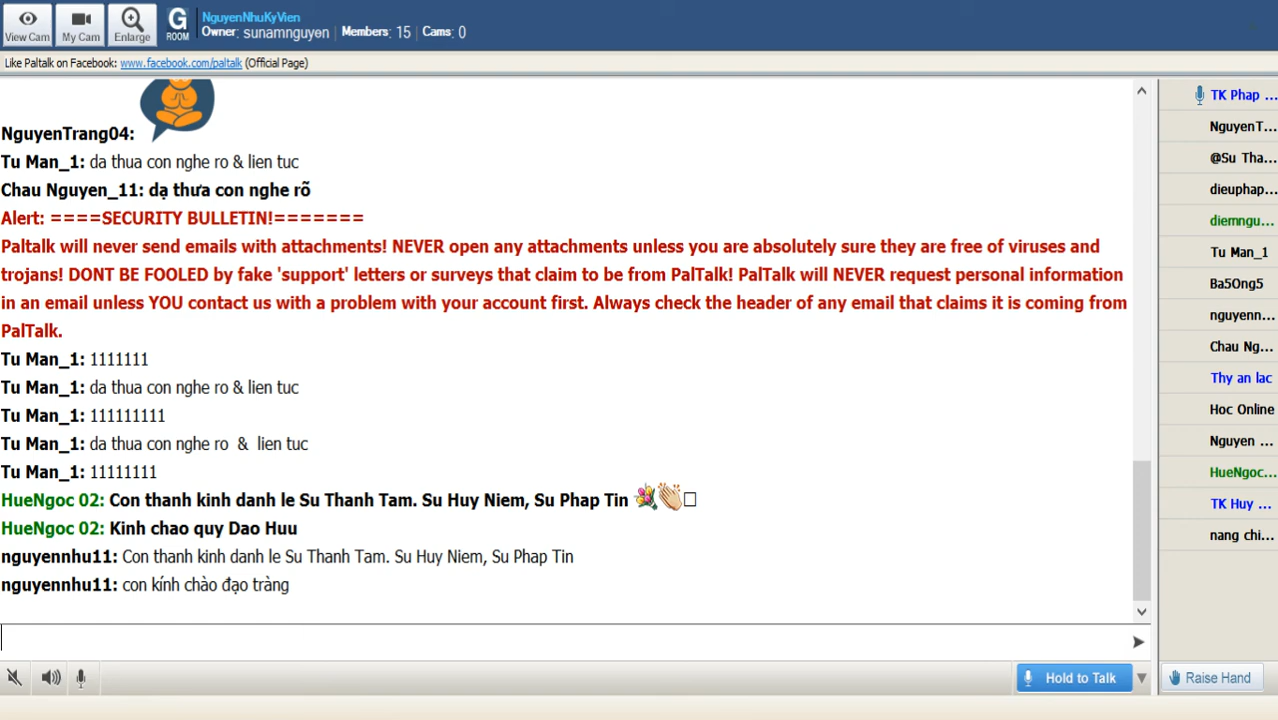 View Cam
My Cam
Enlarge
G
ROOM
NguyenNhuKyVien
Owner: sunamnguyen Members: 15 Cams: 0
Like Paltalk on Facebook: www.facebook.com/paltalk (Official Page)
NguyenTrang04:
Tu Man_1: da thua con nghe ro & lien tuc
Chau Nguyen_11: dạ thưa con nghe rõ
Alert: ====SECURITY BULLETIN!=======
Paltalk will never send emails with attachments! NEVER open any attachments unless you are absolutely sure they are free of viruses and
trojans! DONT BE FOOLED by fake 'support' letters or surveys that claim to be from PalTalk! PalTalk will NEVER request personal information
in an email unless YOU contact us with a problem with your account first. Always check the header of any email that claims it is coming from
PalTalk.
Tu Man_1: 1111111
Tu Man_1: da thua con nghe ro & lien tuc
Tu Man_1: 111111111
Tu Man_1: da thua con nghe ro & lien tuc
Tu Man_1: 11111111
HueNgoc 02: Con thanh kinh danh le Su Thanh Tam. Su Huy Niem, Su Phap Tin
HueNgoc 02: Kinh chao quy Dao Huu
nguyennhu11: Con thanh kinh danh le Su Thanh Tam. Su Huy Niem, Su Phap Tin
nguyennhu11: con kính chào đạo tràng
Hold to Talk
TK Phap ...
NguyenT...
@Su Tha...
dieuphap...
diemngu...
Tu Man_1
Ba5Ong5
nguyenn...
Chau Ng...
Thy an lac
Hoc Online
Nguyen ...
HueNgoc...
TK Huy ...
nang chi...
Raise Hand